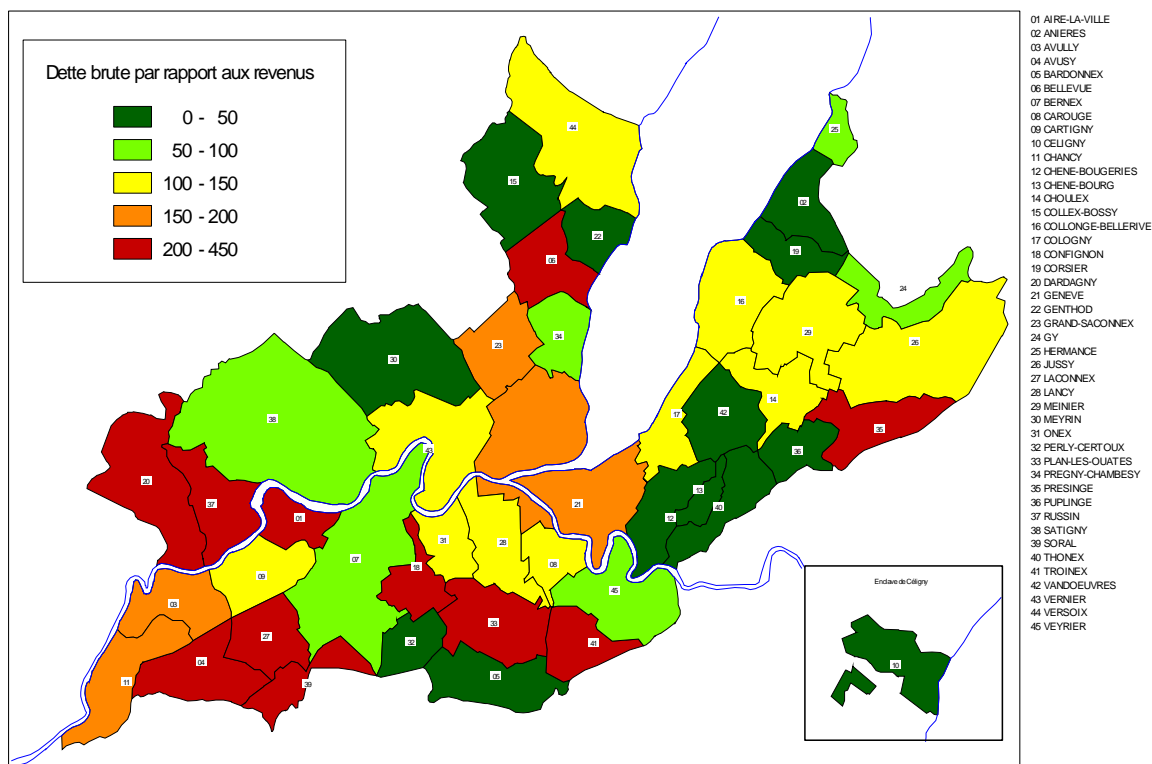 Dette brute par rapport aux revenus
0 - 50
50 - 100
100 - 150
150 - 200
200 - 450
44
25
15
02
22
19
06
24
16
34
29
23
26
30
14
42
17
38
35
43
36
20
13
37
21
40
01
12
31
28
07
08
18
09
45
03
33
27
32
41
04
05
11
39
Enclave de Céligny
10
01 AIRE-LA-VILLE
02 ANIERES
03 AVULLY
04 AVUSY
05 BARDONNEX
06 BELLEVUE
07 BERNEX
08 CAROUGE
09 CARTIGNY
10 CELIGNY
11 CHANCY
12 CHENE-BOUGERIES
13 CHENE-BOURG
14 CHOULEX
15 COLLEX-BOSSY
16 COLLONGE-BELLERIVE
17 COLOGNY
18 CONFIGNON
19 CORSIER
20 DARDAGNY
21 GENEVE
22 GENTHOD
23 GRAND-SACONNEX
24 GY
25 HERMANCE
26 JUSSY
27 LACONNEX
28 LANCY
29 MEINIER
30 MEYRIN
31 ONEX
32 PERLY-CERTOUX
33 PLAN-LES-OUATES
34 PREGNY-CHAMBESY
35 PRESINGE
36 PUPLINGE
37 RUSSIN
38 SATIGNY
39 SORAL
40 THONEX
41 TROINEX
42 VANDOEUVRES
43 VERNIER
44 VERSOIX
45 VEYRIER